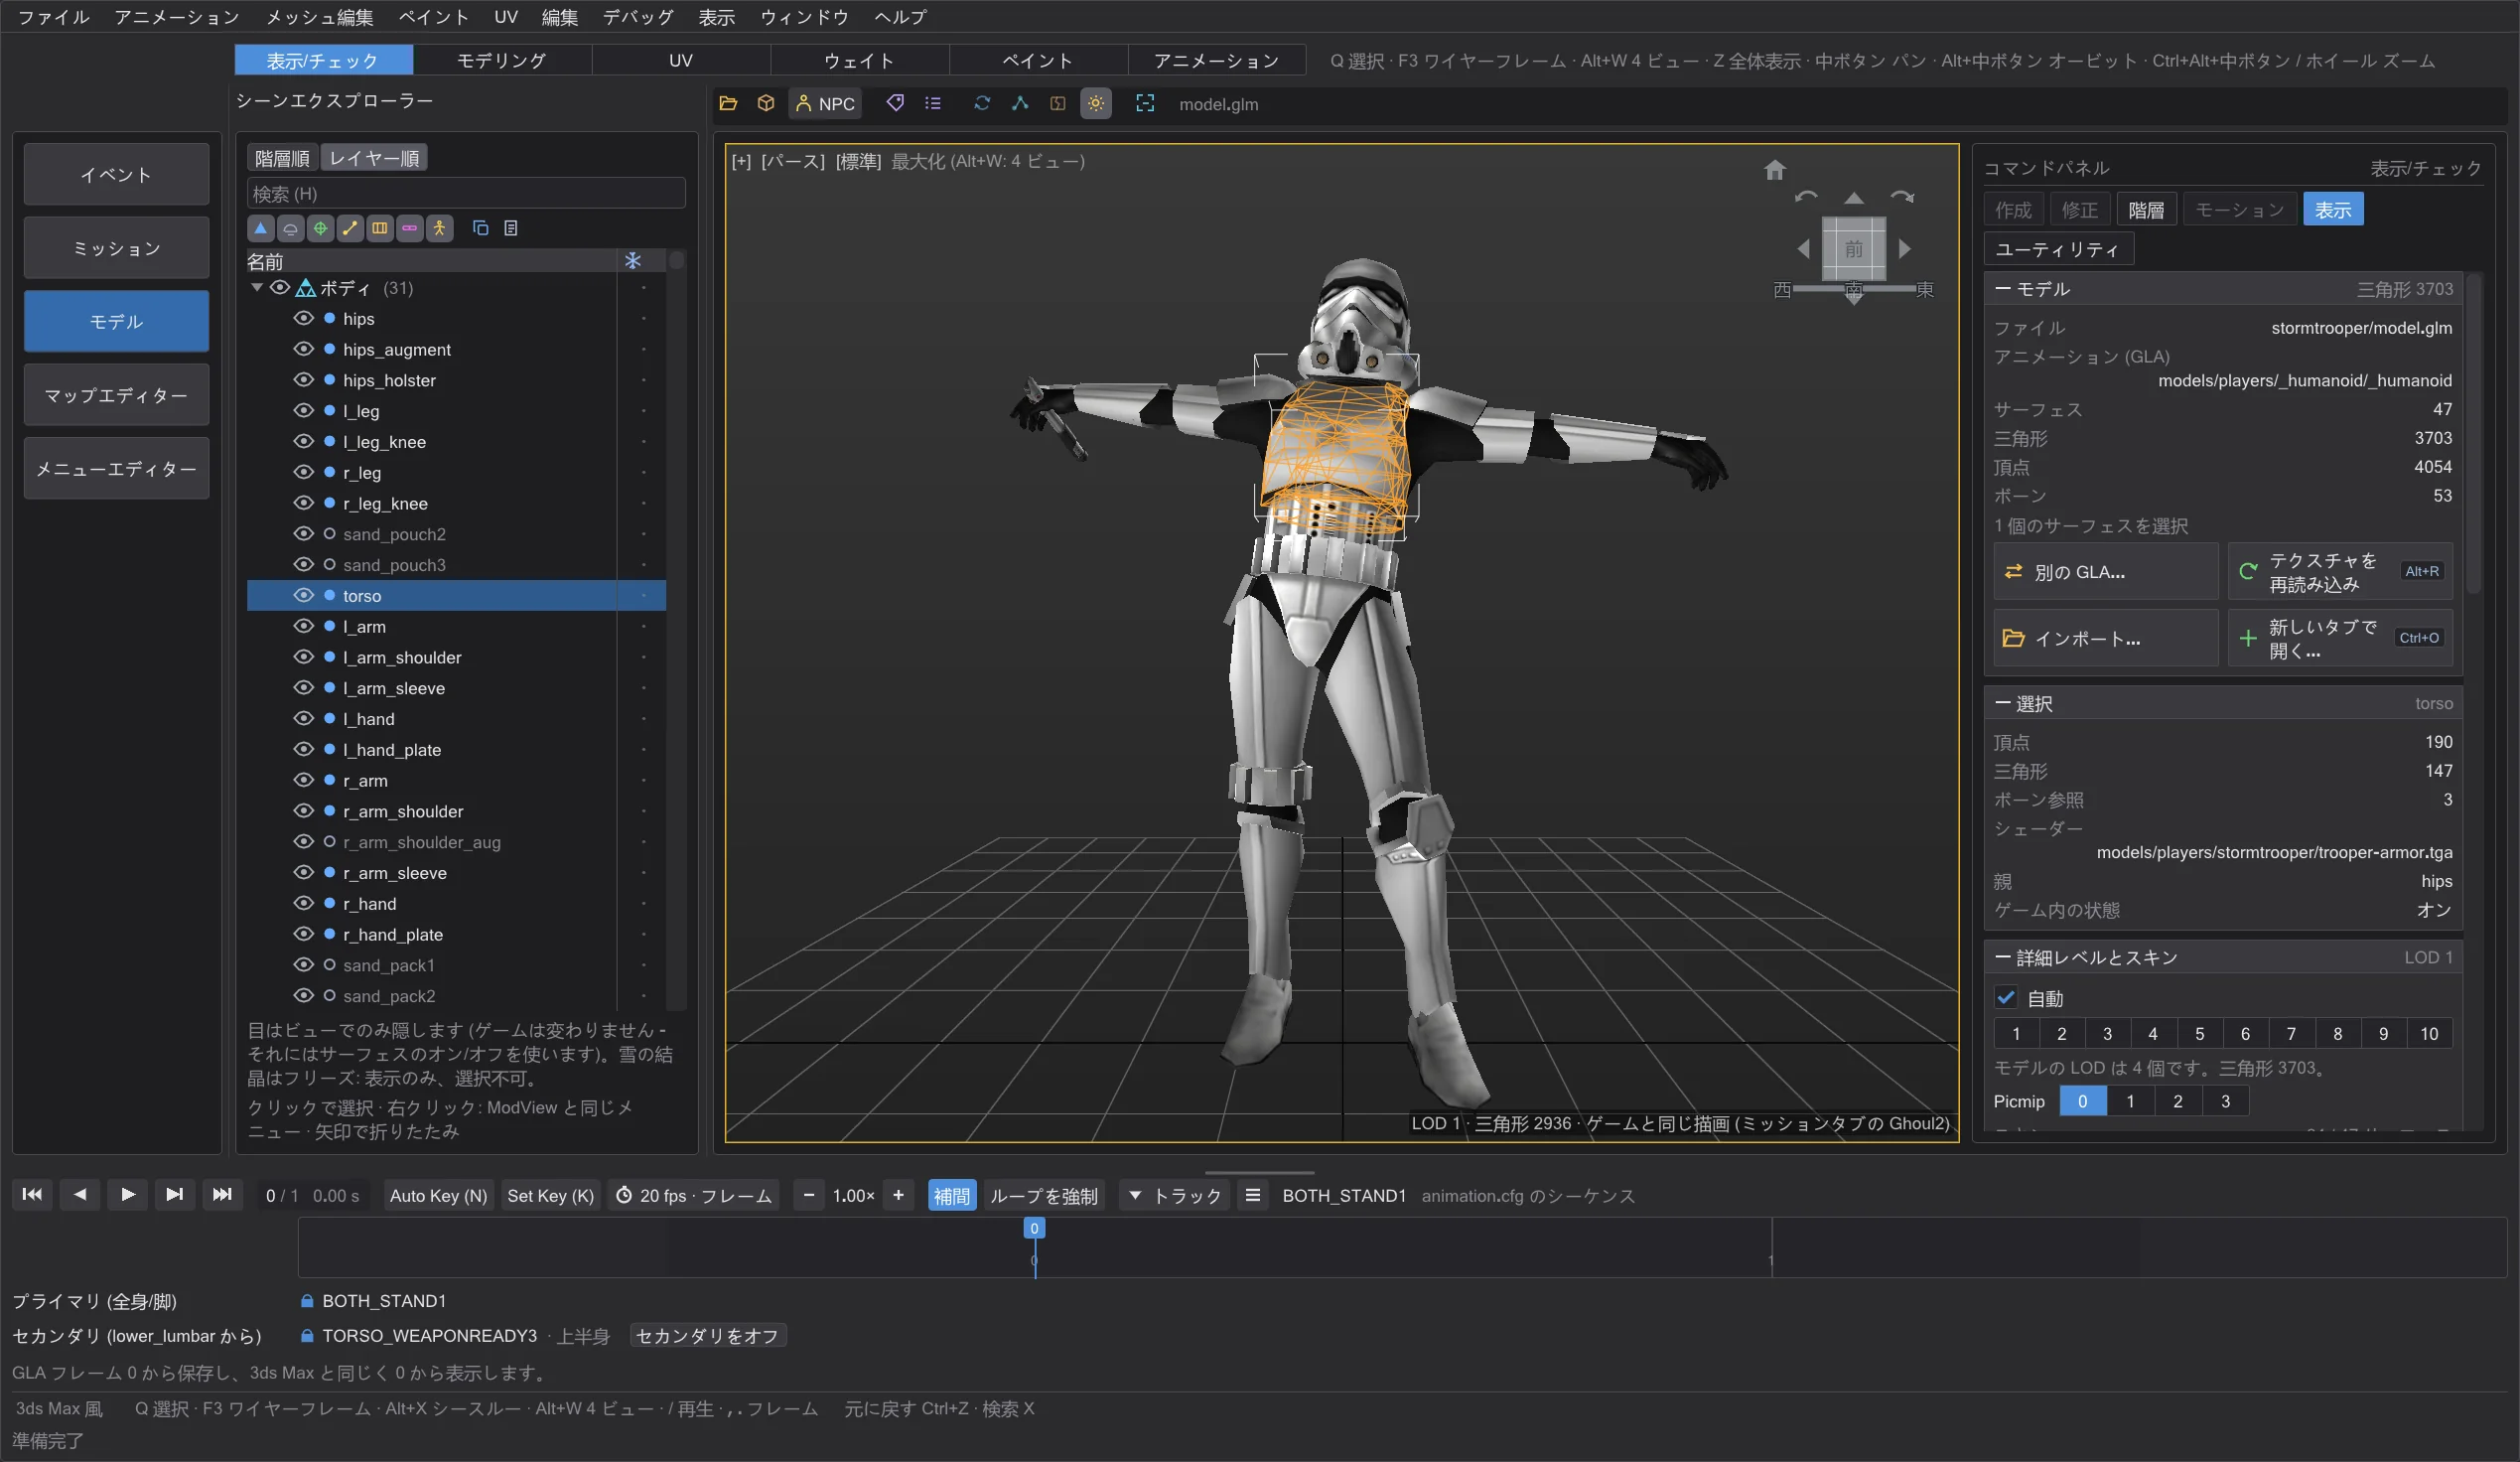 ファイル アニメーション メッシュ編集 ペイント UV 編集 デバッグ 表示 ウィンドウ ヘルプ
表示/チェック モデリング UV ウェイト ペイント アニメーション Q 選択 · F3 ワイヤーフレーム · Alt+W 4 ビュー · Z 全体表示 · 中ボタン パン · Alt+中ボタン オービット · Ctrl+Alt+中ボタン / ホイール ズーム
シーンエクスプローラー
NPC model.glm
イベント
ミッション
モデル
マップエディター
メニューエディター
階層順 レイヤー順
検索 (H)
名前
ボディ (31)
hips
hips_augment
hips_holster
l_leg
l_leg_knee
r_leg
r_leg_knee
sand_pouch2
sand_pouch3
torso
l_arm
l_arm_shoulder
l_arm_sleeve
l_hand
l_hand_plate
r_arm
r_arm_shoulder
r_arm_shoulder_aug
r_arm_sleeve
r_hand
r_hand_plate
sand_pack1
sand_pack2
目はビューでのみ隠します (ゲームは変わりません -
それにはサーフェスのオン/オフを使います)。雪の結
晶はフリーズ: 表示のみ、選択不可。
クリックで選択 · 右クリック: ModView と同じメ
ニュー · 矢印で折りたたみ
[+] [パース] [標準] 最大化 (Alt+W: 4 ビュー)
前
西 南 東
LOD 1 · 三角形 2936 · ゲームと同じ描画 (ミッションタブの Ghoul2)
コマンドパネル 表示/チェック
作成 修正 階層 モーション 表示
ユーティリティ
モデル 三角形 3703
ファイル stormtrooper/model.glm
アニメーション (GLA)
models/players/_humanoid/_humanoid
サーフェス 47
三角形 3703
頂点 4054
ボーン 53
1 個のサーフェスを選択
別の GLA...
テクスチャを
再読み込み Alt+R
インポート...
新しいタブで
開く... Ctrl+O
選択 torso
頂点 190
三角形 147
ボーン参照 3
シェーダー
models/players/stormtrooper/trooper-armor.tga
親 hips
ゲーム内の状態 オン
詳細レベルとスキン LOD 1
自動
1 2 3 4 5 6 7 8 9 10
モデルの LOD は 4 個です。三角形 3703。
Picmip 0 1 2 3
0 / 1 0.00 s Auto Key (N) Set Key (K) 20 fps · フレーム − 1.00× + 補間 ループを強制 トラック BOTH_STAND1 animation.cfg のシーケンス
0
0 1
プライマリ (全身/脚) BOTH_STAND1
セカンダリ (lower_lumbar から) TORSO_WEAPONREADY3 · 上半身 セカンダリをオフ
GLA フレーム 0 から保存し、3ds Max と同じく 0 から表示します。
3ds Max 風 Q 選択 · F3 ワイヤーフレーム · Alt+X シースルー · Alt+W 4 ビュー · / 再生 · , . フレーム 元に戻す Ctrl+Z · 検索 X
準備完了